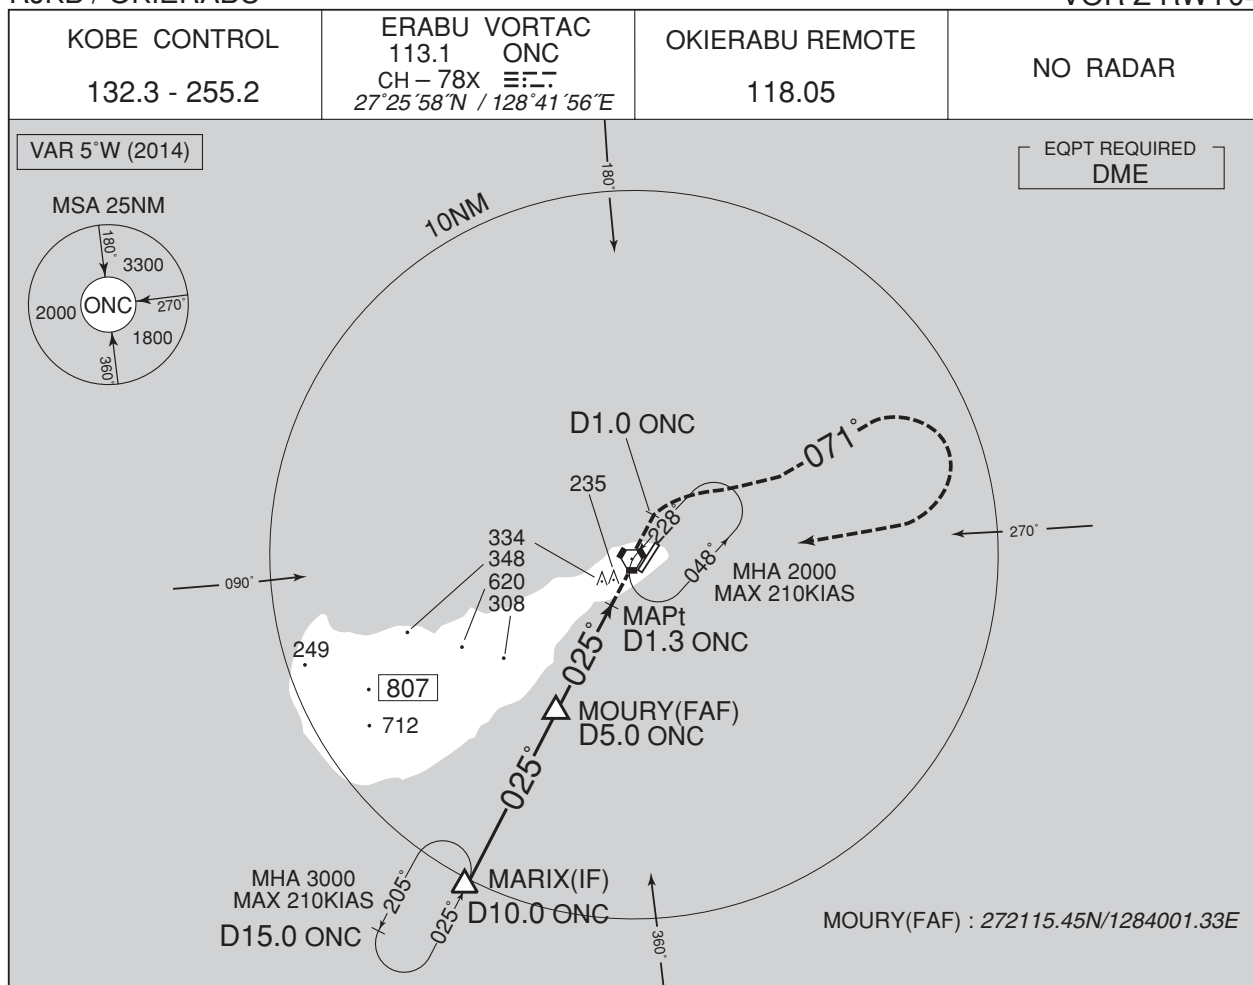 KOBE CONTROL
132.3 - 255.2
ERABU VORTAC
113.1 ONC
CH – 78X
27°25´58˝N / 128°41´56˝E
OKIERABU REMOTE
118.05
NO RADAR
VAR 5°W (2014)
EQPT REQUIRED
DME
MSA 25NM
180°
3300
2000
ONC
270°
1800
360°
10NM
180°
D1.0 ONC
071°
235
228°
334
348
620
308
048°
270°
090°
MHA 2000
MAX 210KIAS
MAPt
D1.3 ONC
025°
249
807
712
MOURY(FAF)
D5.0 ONC
025°
MHA 3000
MAX 210KIAS
205°
025°
MARIX(IF)
D10.0 ONC
D15.0 ONC
360°
MOURY(FAF) : 272115.45N/1284001.33E